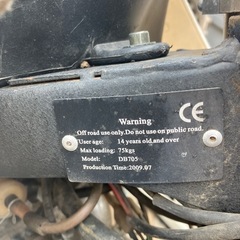 Warning
CE
Off road use only.Do not use on public road.
User age: 14 years old,and over
Max loading: 75kgs
Model: DB705
Production Time:2009.07